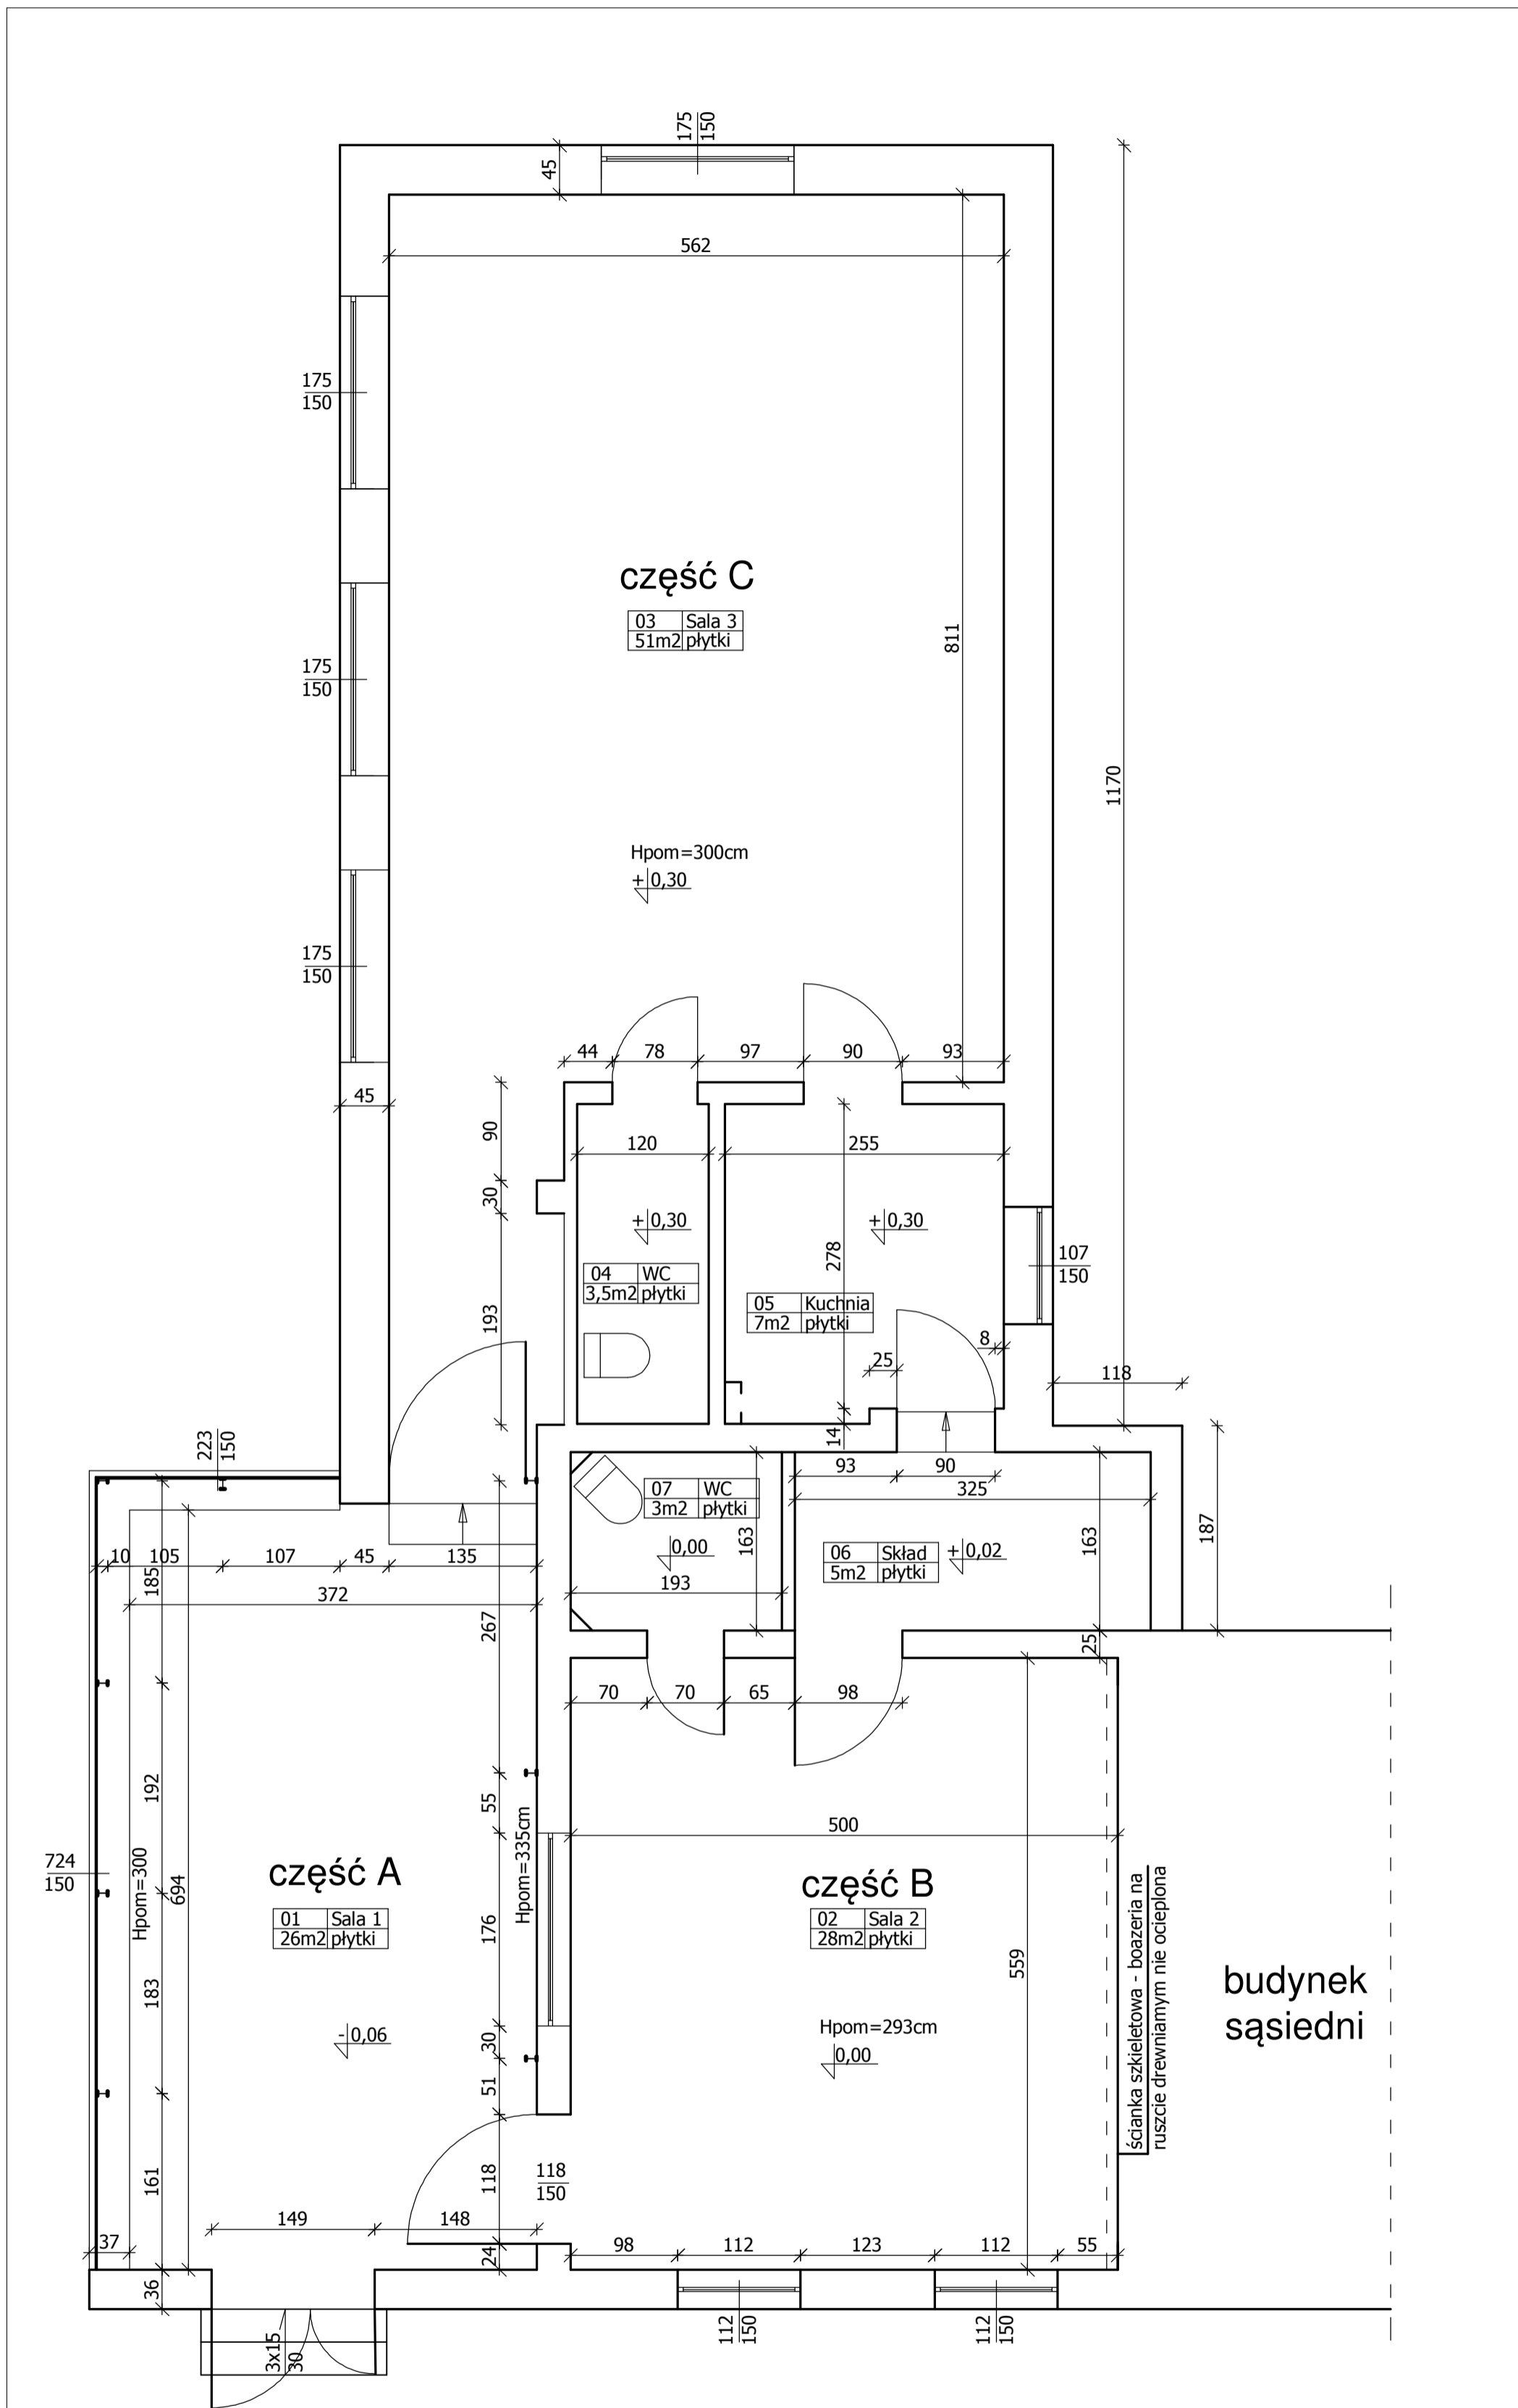 175
150
45
562
175
150
część C
03 Sala 3
51m2 płytki
811
175
150
1170
Hpom=300cm
+0,30
175
150
44 78 97 90 93
45
90
120
255
30
+0,30
+0,30
278
107
150
04 WC
3,5m2 płytki
05 Kuchnia
7m2 płytki
193
8
25
118
14
223
150
93 90
07 WC
3m2 płytki
325
163
0,00
163
187
06 Skład
5m2 płytki
+0,02
10 105 107 45 135
185
193
372
267
25
70 70 65 98
192
55
500
Hpom=335cm
724
150
Hpom=300
694
część A
01 Sala 1
26m2 płytki
176
część B
02 Sala 2
28m2 płytki
559
ścianka szkieletowa - boazeria na
ruszcie drewniamym nie ocieplona
budynek
sąsiedni
183
-0,06
30
Hpom=293cm
0,00
51
161
118
118
150
149 148
37
24
98 112 123 112 55
36
3x15
30
112
150
112
150